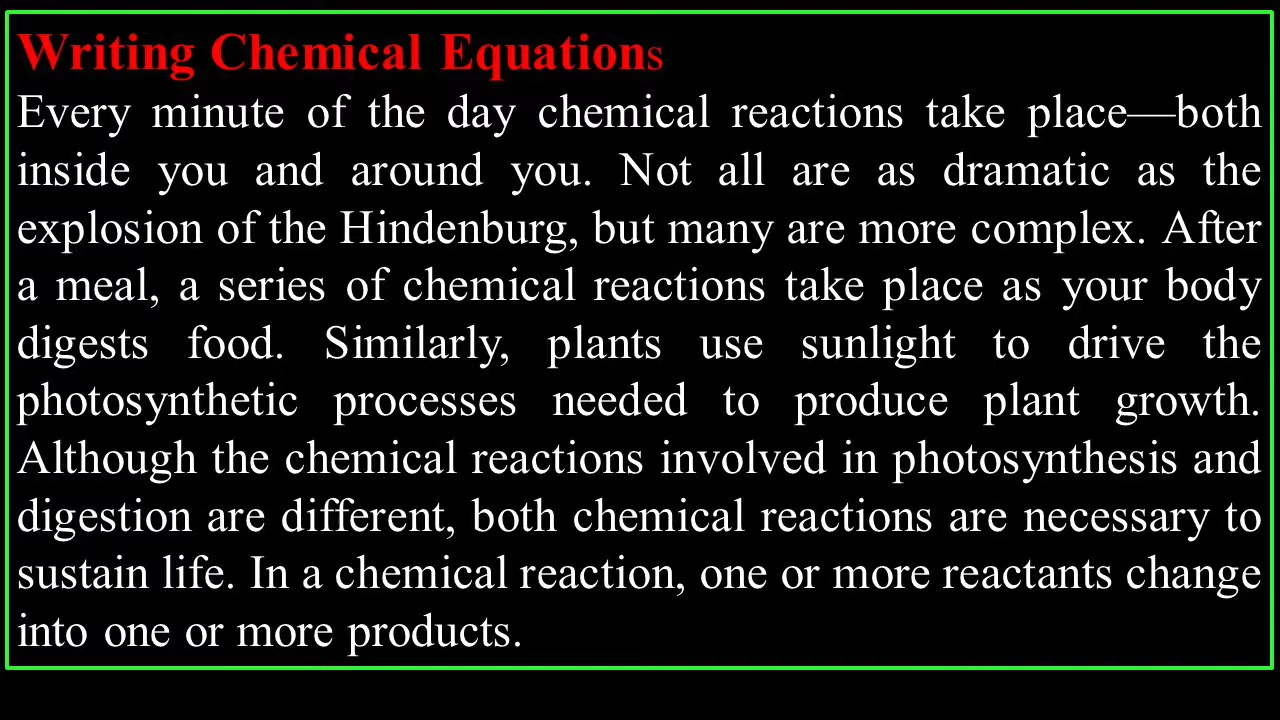 Writing Chemical Equations
Every minute of the day chemical reactions take place—both
inside you and around you. Not all are as dramatic as the
explosion of the Hindenburg, but many are more complex. After
a meal, a series of chemical reactions take place as your body
digests food. Similarly, plants use sunlight to drive the
photosynthetic processes needed to produce plant growth.
Although the chemical reactions involved in photosynthesis and
digestion are different, both chemical reactions are necessary to
sustain life. In a chemical reaction, one or more reactants change
into one or more products.